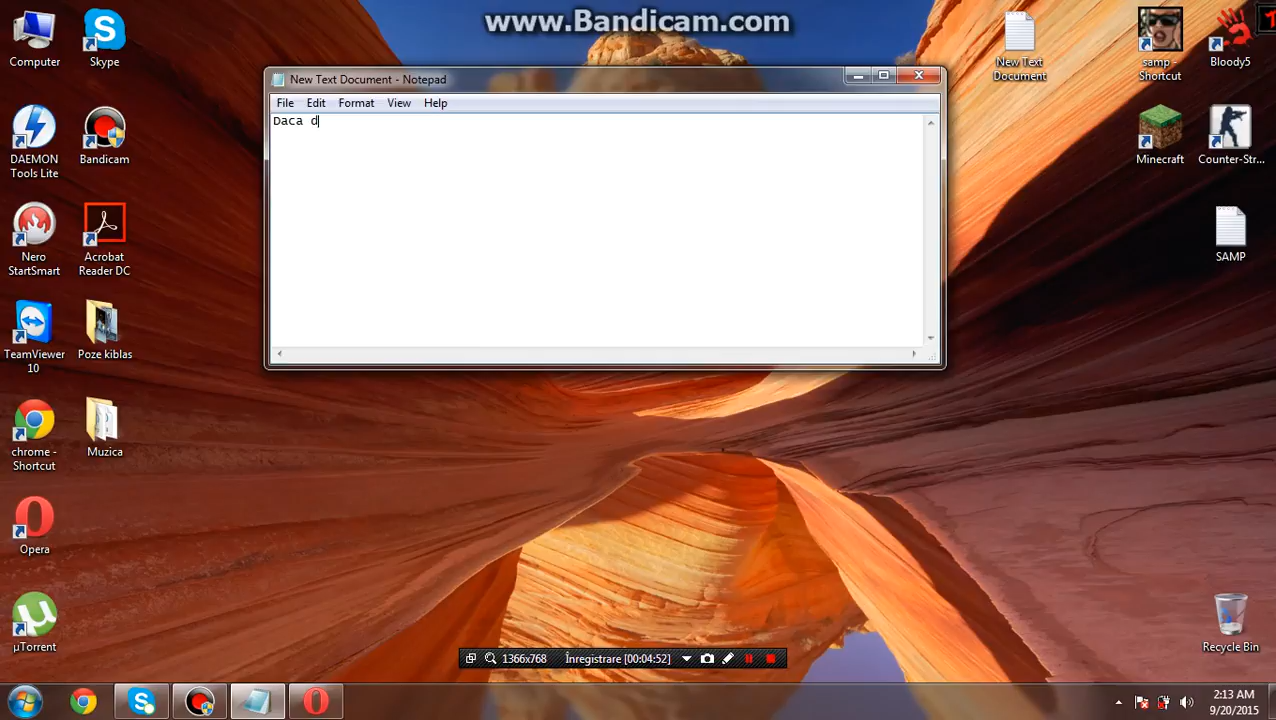 www.Bandicam.com
Computer
Skype
New Text Document
samp - Shortcut
Bloody5
New Text Document - Notepad
File Edit Format View Help
Daca d
DAEMON Tools Lite
Bandicam
Minecraft
Counter-Str...
Nero StartSmart
Acrobat Reader DC
SAMP
TeamViewer 10
Poze kiblas
chrome - Shortcut
Muzica
Opera
µTorrent
Recycle Bin
1366x768 Înregistrare [00:04:52]
2:13 AM
9/20/2015